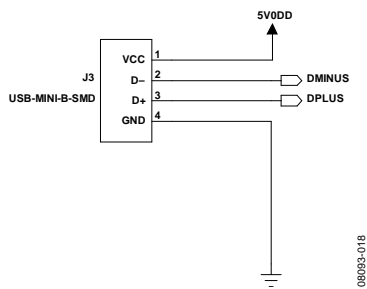 5V0DD
VCC 1
J3
D– 2
DMINUS
USB-MINI-B-SMD
D+ 3
DPLUS
GND 4
08093-018